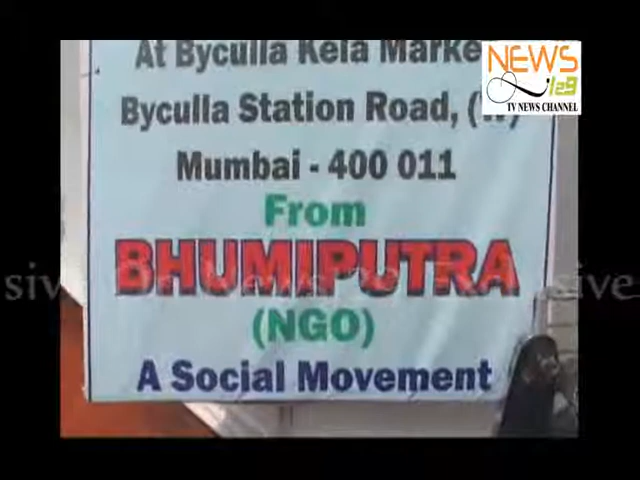 At Byculla Kela Marke
NEWS
129
TV NEWS CHANNEL
Byculla Station Road, (W)
Mumbai - 400 011
From
BHUMIPUTRA
(NGO)
A Social Movement